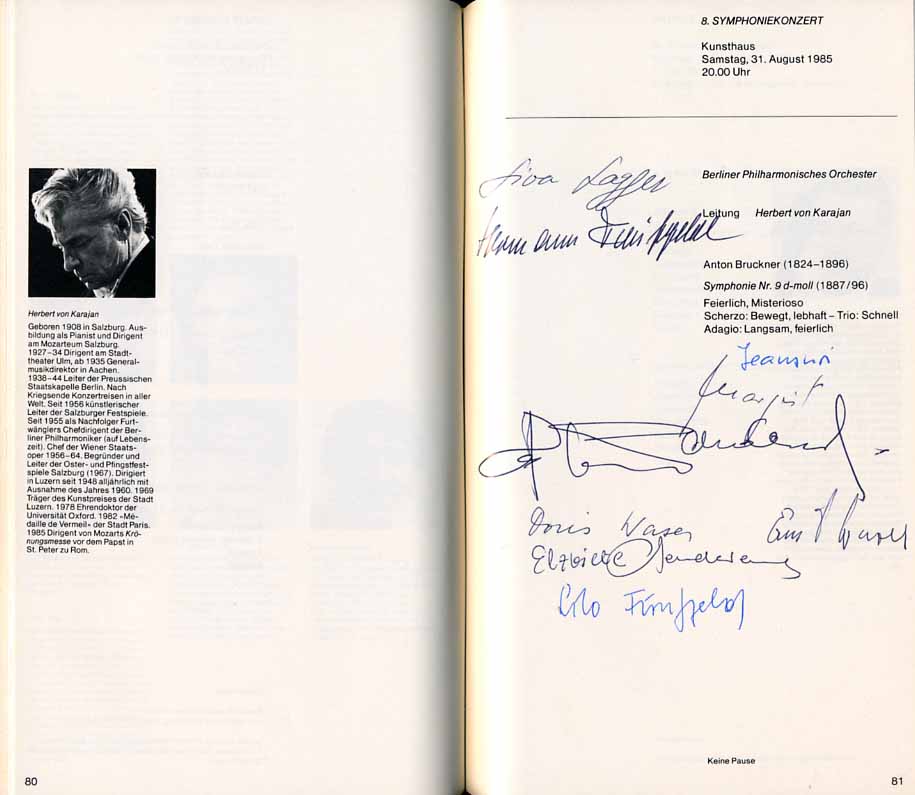 Herbert von Karajan
Geboren 1908 in Salzburg. Aus-
bildung als Pianist und Dirigent
am Mozarteum Salzburg.
1927–34 Dirigent am Stadt-
theater Ulm, ab 1935 General-
musikdirektor in Aachen.
1938–44 Leiter der Preussischen
Staatskapelle Berlin. Nach
Kriegsende Konzertreisen in aller
Welt. Seit 1956 künstlerischer
Leiter der Salzburger Festspiele.
Seit 1955 als Nachfolger Furt-
wänglers Chefdirigent der Ber-
liner Philharmoniker (auf Lebens-
zeit). Chef der Wiener Staats-
oper 1956–64. Begründer und
Leiter der Oster- und Pfingstfest-
spiele Salzburg (1967). Dirigiert
in Luzern seit 1948 alljährlich mit
Ausnahme des Jahres 1960. 1969
Träger des Kunstpreises der Stadt
Luzern. 1978 Ehrendoktor der
Universität Oxford. 1982 «Mé-
daille de Vermeil» der Stadt Paris.
1985 Dirigent von Mozarts Krö-
nungsmesse vor dem Papst in
St. Peter zu Rom.
80
8. SYMPHONIEKONZERT
Kunsthaus
Samstag, 31. August 1985
20.00 Uhr
Berliner Philharmonisches Orchester
Leitung Herbert von Karajan
Anton Bruckner (1824–1896)
Symphonie Nr. 9 d-moll (1887/96)
Feierlich, Misterioso
Scherzo: Bewegt, lebhaft – Trio: Schnell
Adagio: Langsam, feierlich
Hermann
Margrit
Doris
Keine Pause
81